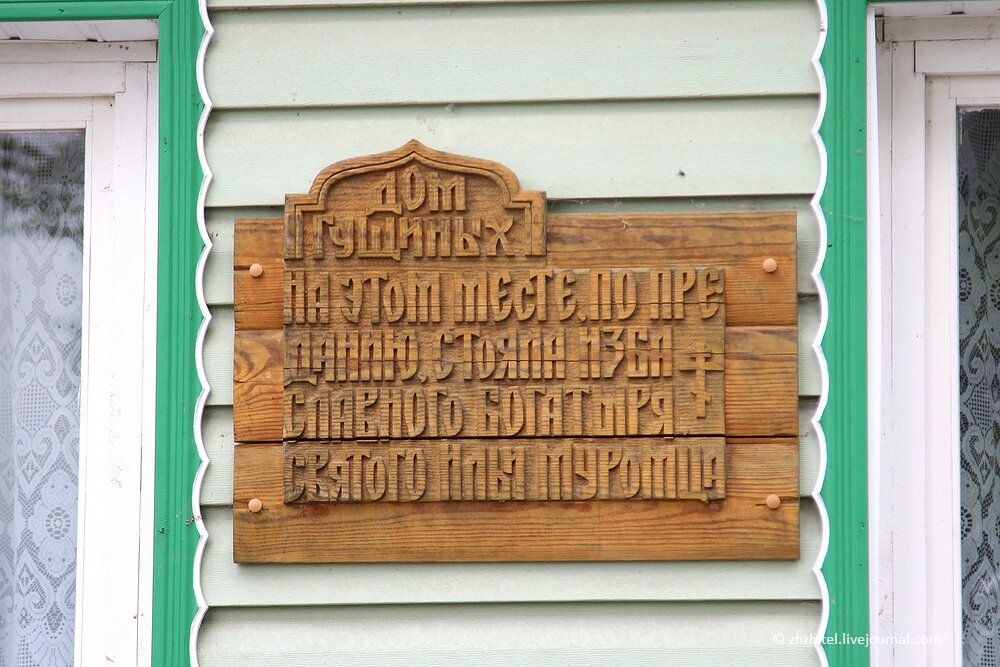 ДОМ
ГУЩИНЫХ
НА ЭТОМ МЕСТЕ, ПО ПРЕ
ДАНИЮ, СТОЯЛА ИЗБА
СЛАВНОГО БОГАТЫРЯ
СВЯТОГО ИЛЬИ МУРОМЦА
© zhzhitel.livejournal.com